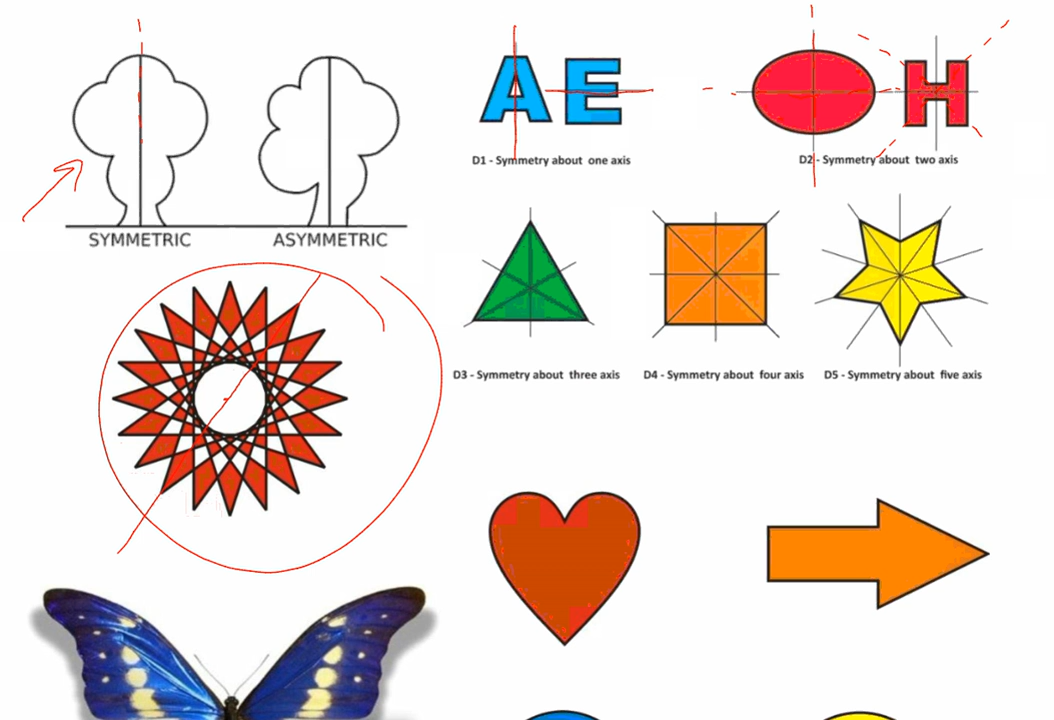 SYMMETRIC
ASYMMETRIC
A E
H
D1 - Symmetry about one axis
D2 - Symmetry about two axis
D3 - Symmetry about three axis
D4 - Symmetry about four axis
D5 - Symmetry about five axis